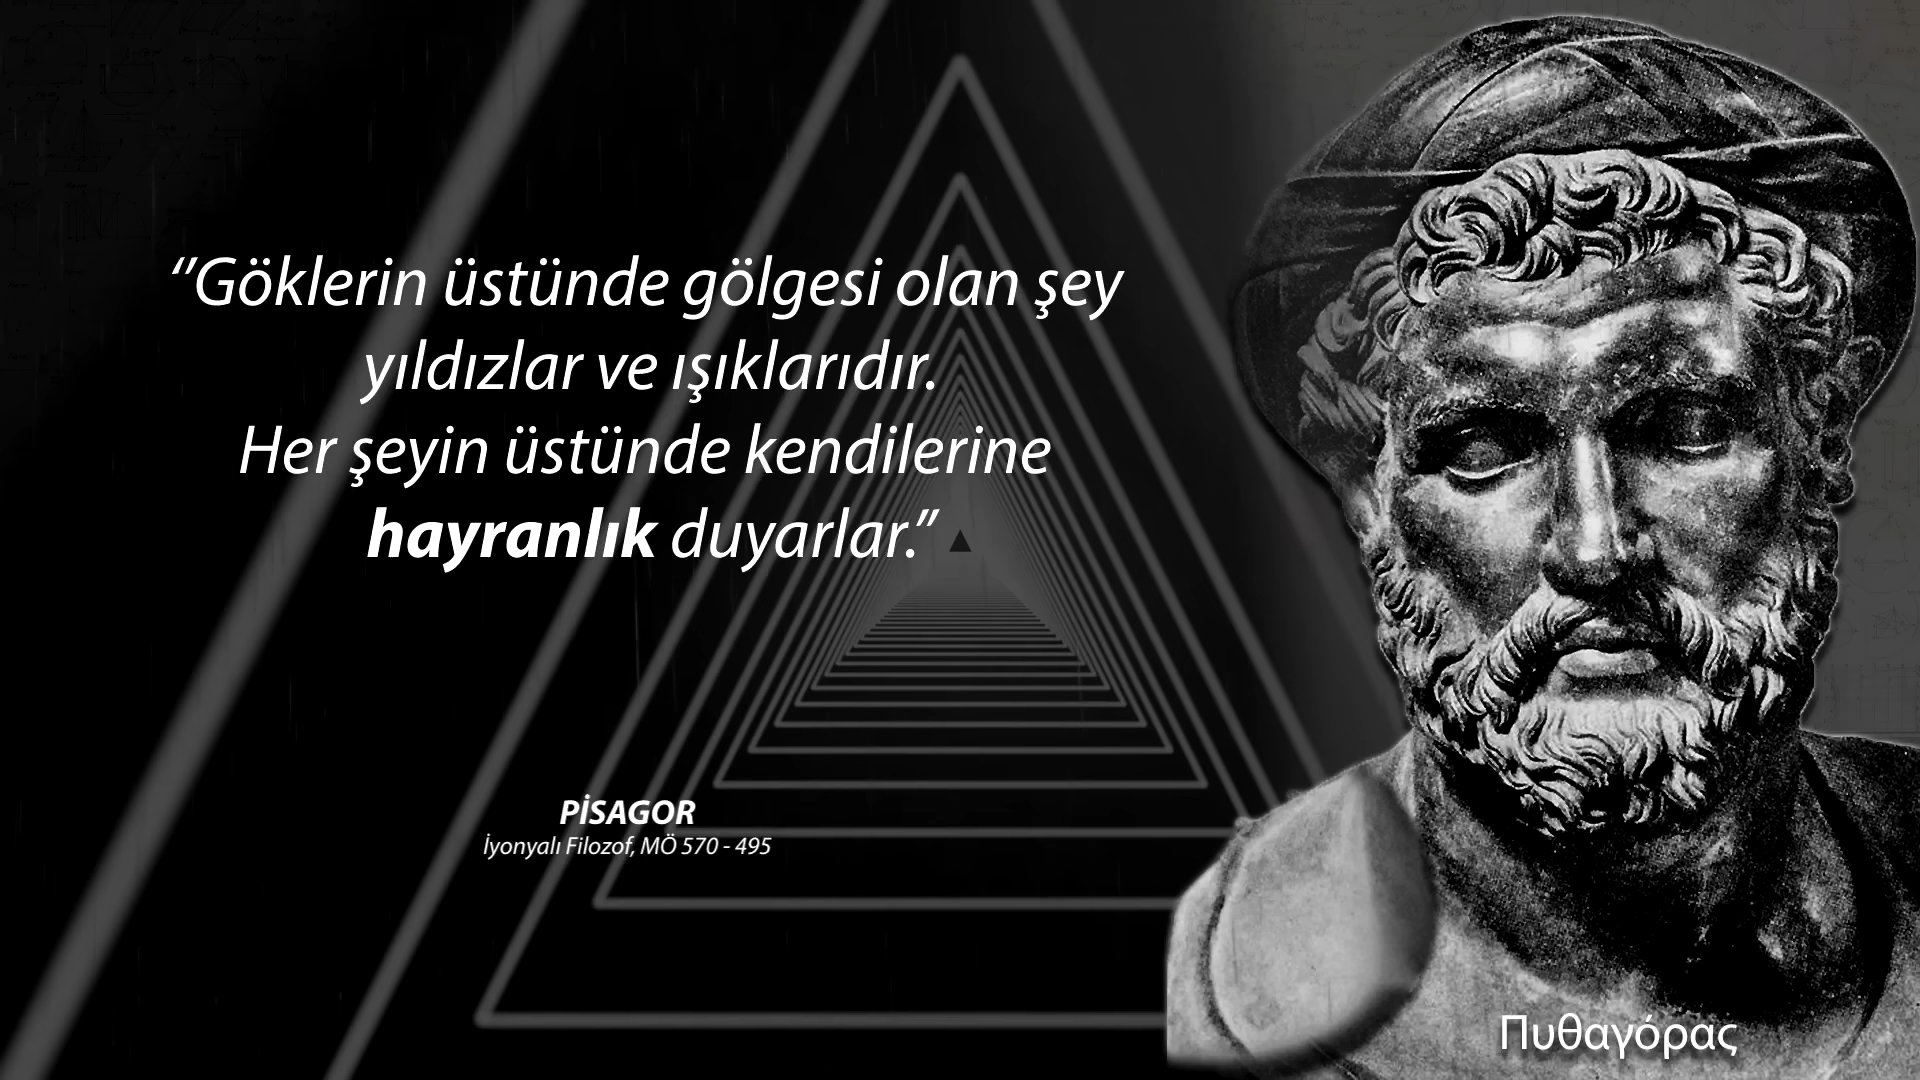 ‘’Göklerin üstünde gölgesi olan şey
yıldızlar ve ışıklarıdır.
Her şeyin üstünde kendilerine
hayranlık duyarlar.’’
PİSAGOR
İyonyalı Filozof, MÖ 570 - 495
Πυθαγόρας